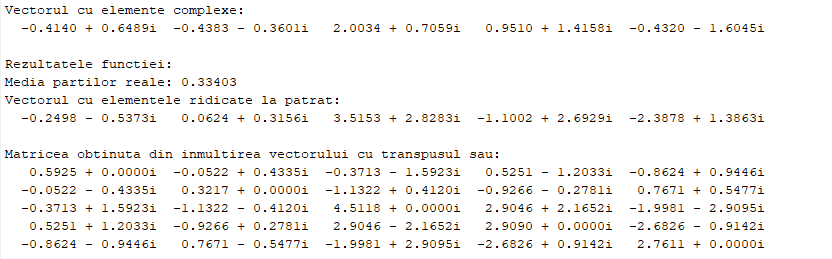 Vectorul cu elemente complexe:
-0.4140 + 0.6489i -0.4383 - 0.3601i 2.0034 + 0.7059i 0.9510 + 1.4158i -0.4320 - 1.6045i
Rezultatele functiei:
Media partilor reale: 0.33403
Vectorul cu elementele ridicate la patrat:
-0.2498 - 0.5373i 0.0624 + 0.3156i 3.5153 + 2.8283i -1.1002 + 2.6929i -2.3878 + 1.3863i
Matricea obtinuta din inmultirea vectorului cu transpusul sau:
0.5925 + 0.0000i -0.0522 + 0.4335i -0.3713 - 1.5923i 0.5251 - 1.2033i -0.8624 + 0.9446i
-0.0522 - 0.4335i 0.3217 + 0.0000i -1.1322 + 0.4120i -0.9266 - 0.2781i 0.7671 + 0.5477i
-0.3713 + 1.5923i -1.1322 - 0.4120i 4.5118 + 0.0000i 2.9046 + 2.1652i -1.9981 - 2.9095i
0.5251 + 1.2033i -0.9266 + 0.2781i 2.9046 - 2.1652i 2.9090 + 0.0000i -2.6826 - 0.9142i
-0.8624 - 0.9446i 0.7671 - 0.5477i -1.9981 + 2.9095i -2.6826 + 0.9142i 2.7611 + 0.0000i